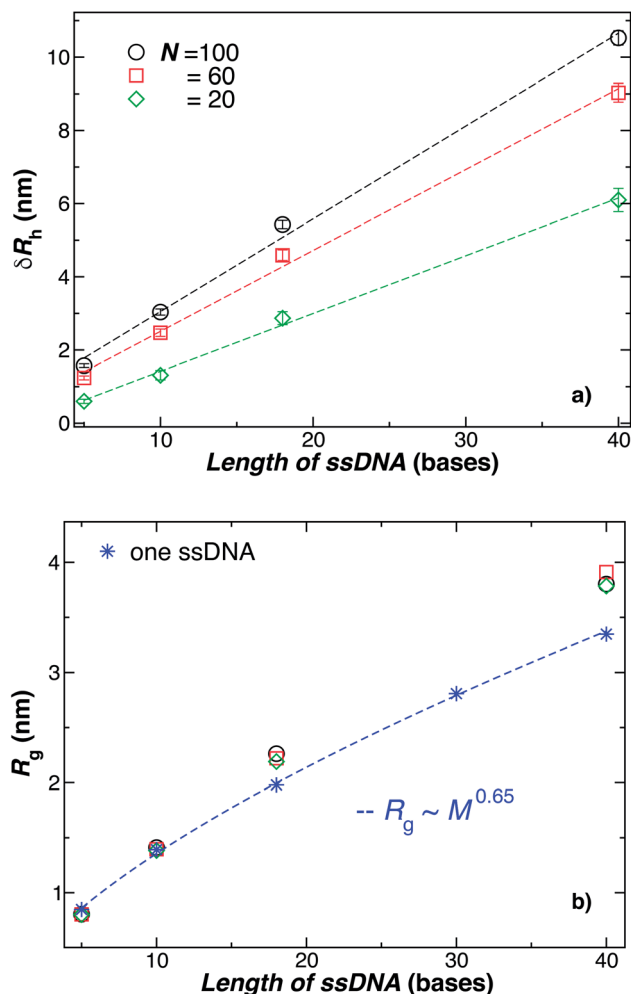 N =100
= 60
= 20
10
8
6
4
2
0
δRh (nm)
a)
10
20
30
40
Length of ssDNA (bases)
one ssDNA
4
3
2
1
Rg (nm)
-- Rg ~ M^0.65
b)
10
20
30
40
Length of ssDNA (bases)